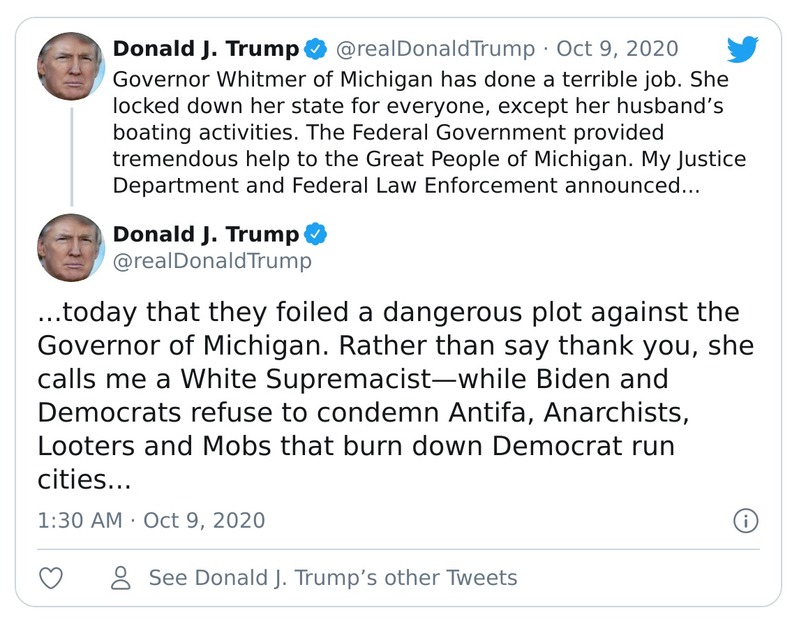 Donald J. Trump @realDonaldTrump · Oct 9, 2020
Governor Whitmer of Michigan has done a terrible job. She
locked down her state for everyone, except her husband’s
boating activities. The Federal Government provided
tremendous help to the Great People of Michigan. My Justice
Department and Federal Law Enforcement announced...
Donald J. Trump
@realDonaldTrump
...today that they foiled a dangerous plot against the
Governor of Michigan. Rather than say thank you, she
calls me a White Supremacist—while Biden and
Democrats refuse to condemn Antifa, Anarchists,
Looters and Mobs that burn down Democrat run
cities...
1:30 AM · Oct 9, 2020
See Donald J. Trump’s other Tweets